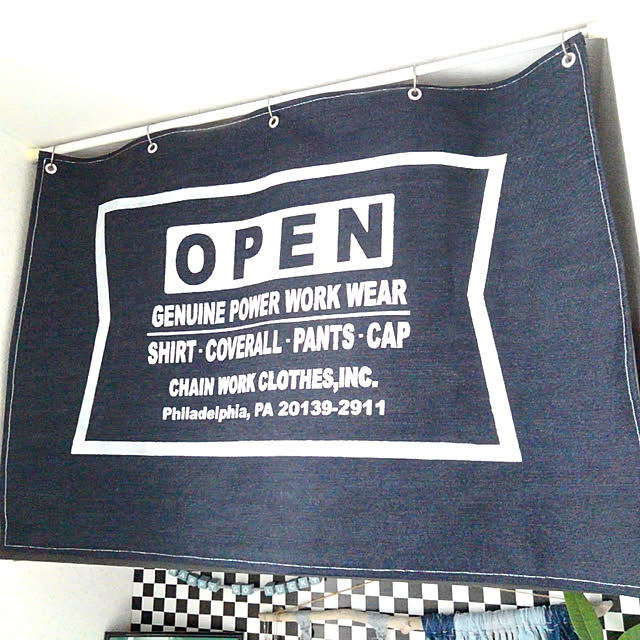 OPEN
GENUINE POWER WORK WEAR
SHIRT·COVERALL·PANTS·CAP
CHAIN WORK CLOTHES,INC.
Philadelphia, PA 20139-2911